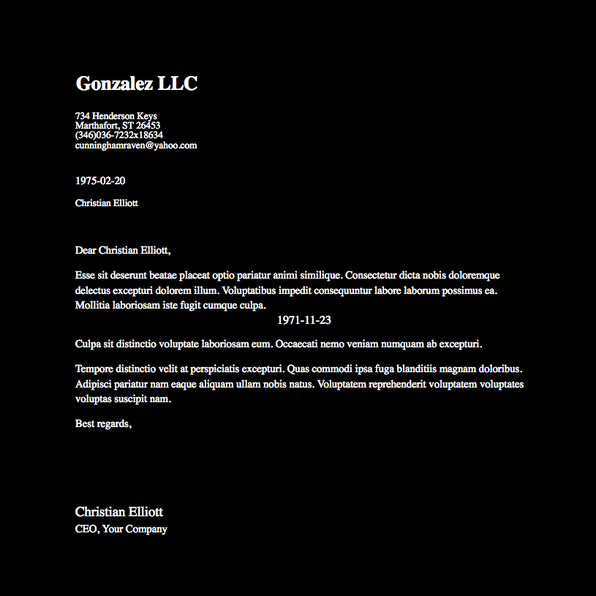 Gonzalez LLC
734 Henderson Keys
Marthafort, ST 26453
(346)036-7232x18634
cunninghamraven@yahoo.com
1975-02-20
Christian Elliott
Dear Christian Elliott,
Esse sit deserunt beatae placeat optio pariatur animi similique. Consectetur dicta nobis doloremque
delectus excepturi dolorem illum. Voluptatibus impedit consequuntur labore laborum possimus ea.
Mollitia laboriosam iste fugit cumque culpa.
1971-11-23
Culpa sit distinctio voluptate laboriosam eum. Occaecati nemo veniam numquam ab excepturi.
Tempore distinctio velit at perspiciatis excepturi. Quas commodi ipsa fuga blanditiis magnam doloribus.
Adipisci pariatur nam eaque aliquam ullam nobis natus. Voluptatem reprehenderit voluptatem voluptates
voluptas suscipit nam.
Best regards,
Christian Elliott
CEO, Your Company